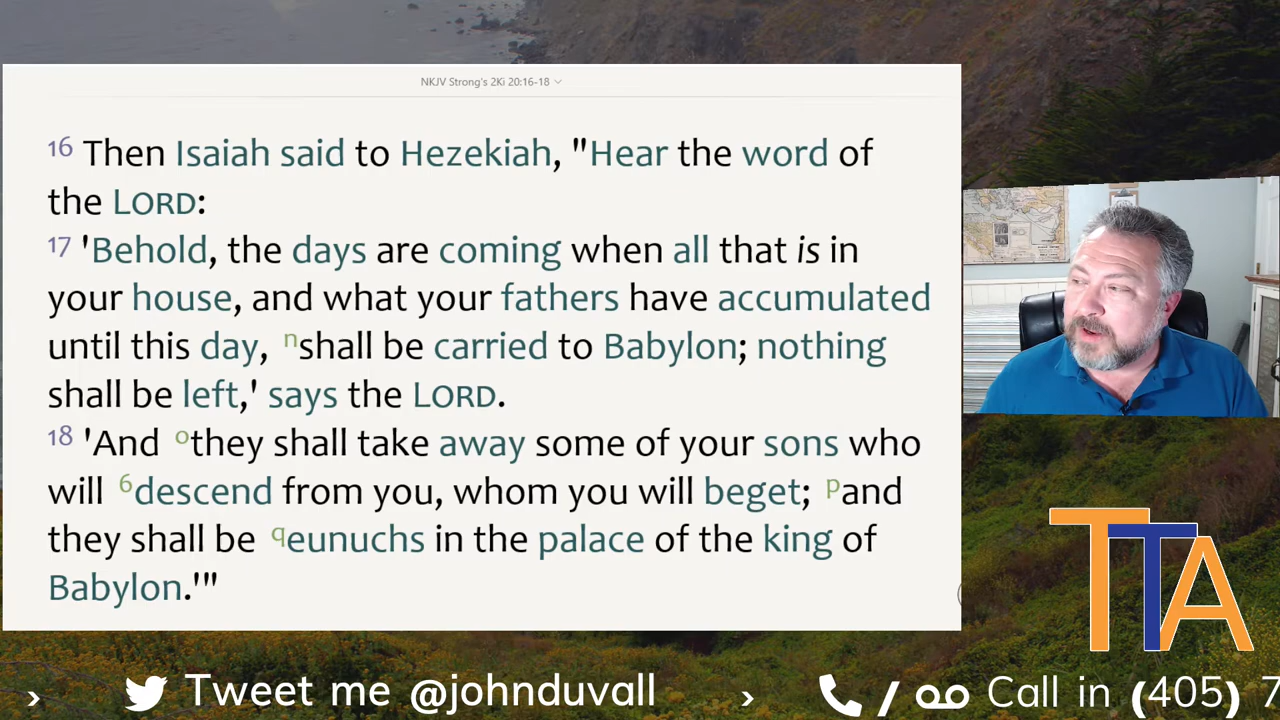 NKJV Strong's 2Ki 20:16-18
16 Then Isaiah said to Hezekiah, "Hear the word of
the LORD:
17 'Behold, the days are coming when all that is in
your house, and what your fathers have accumulated
until this day, nshall be carried to Babylon; nothing
shall be left,' says the LORD.
18 'And othey shall take away some of your sons who
will 6descend from you, whom you will beget; pand
they shall be qeunuchs in the palace of the king of
Babylon.'"
TTA
› Tweet me @johnduvall › / Call in (405) 7